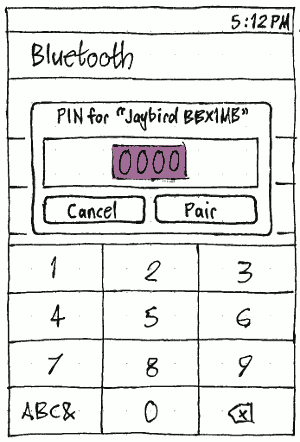 5:12PM
Bluetooth
PIN for "Jaybird BBX1MB"
0000
Cancel Pair
1 2 3
4 5 6
7 8 9
ABC& 0 x